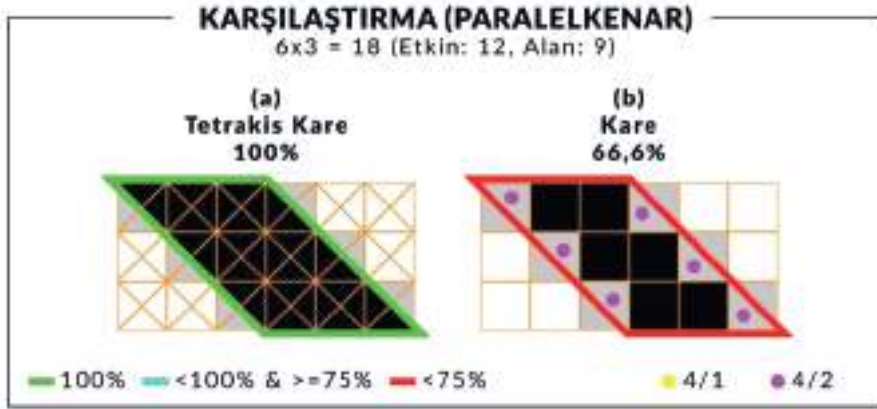 KARŞILAŞTIRMA (PARALELKENAR)
6x3 = 18 (Etkin: 12, Alan: 9)
(a)
Tetrakis Kare
100%
(b)
Kare
66,6%
100% <100% & >=75% <75% 4/1 4/2